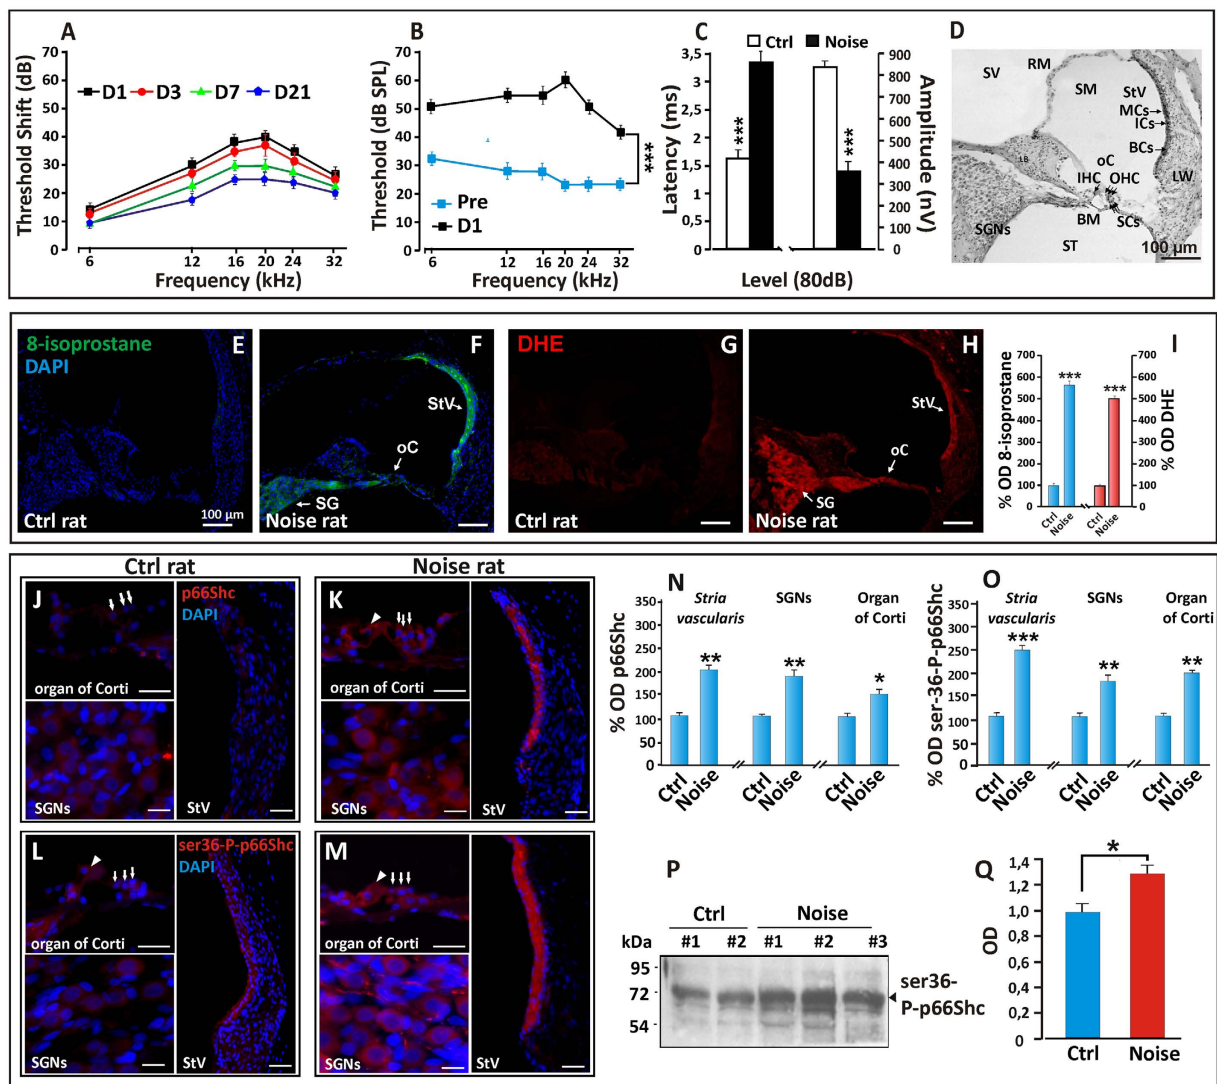 A
Threshold Shift (dB)
70
60
50
40
30
20
10
0
D1 D3 D7 D21
6 12 16 20 24 32
Frequency (kHz)
B
Threshold (dB SPL)
70
60
50
40
30
20
10
0
***
Pre
D1
6 12 16 20 24 32
Frequency (kHz)
C
Ctrl Noise
Latency (ms)
3,5
3
2,5
2
1,5
1
0,5
0
***
***
900
800
700
600
500
400
300
200
100
0
Amplitude (nV)
Level (80dB)
D
SV
RM
SM
StV
MCs
ICs
BCs
LB
oC
IHC OHC
LW
BM
SCs
SGNs
ST
100 µm
8-isoprostane
DAPI
E
Ctrl rat
100 µm
F
StV
oC
SG
Noise rat
DHE
G
Ctrl rat
H
StV
oC
SG
Noise rat
I
% OD 8-isoprostane
700
600
500
400
300
200
100
0
***
***
700
600
500
400
300
200
100
0
% OD DHE
Ctrl Noise Ctrl Noise
Ctrl rat
Noise rat
J
p66Shc
DAPI
organ of Corti
SGNs
StV
K
organ of Corti
SGNs
StV
L
ser36-P-p66Shc
DAPI
organ of Corti
SGNs
StV
M
organ of Corti
SGNs
StV
N
% OD p66Shc
350
300
250
200
150
100
50
0
Stria
vascularis
SGNs
Organ
of Corti
**
**
*
Ctrl Noise Ctrl Noise Ctrl Noise
O
% OD ser-36-P-p66Shc
350
300
250
200
150
100
50
0
Stria
vascularis
SGNs
Organ
of Corti
***
**
**
Ctrl Noise Ctrl Noise Ctrl Noise
P
Ctrl Noise
kDa #1 #2 #1 #2 #3
95 -
72 -
54 -
ser36-
P-p66Shc
Q
OD
1,4
1,2
1,0
0,8
0,6
0,4
0,2
0
*
Ctrl Noise